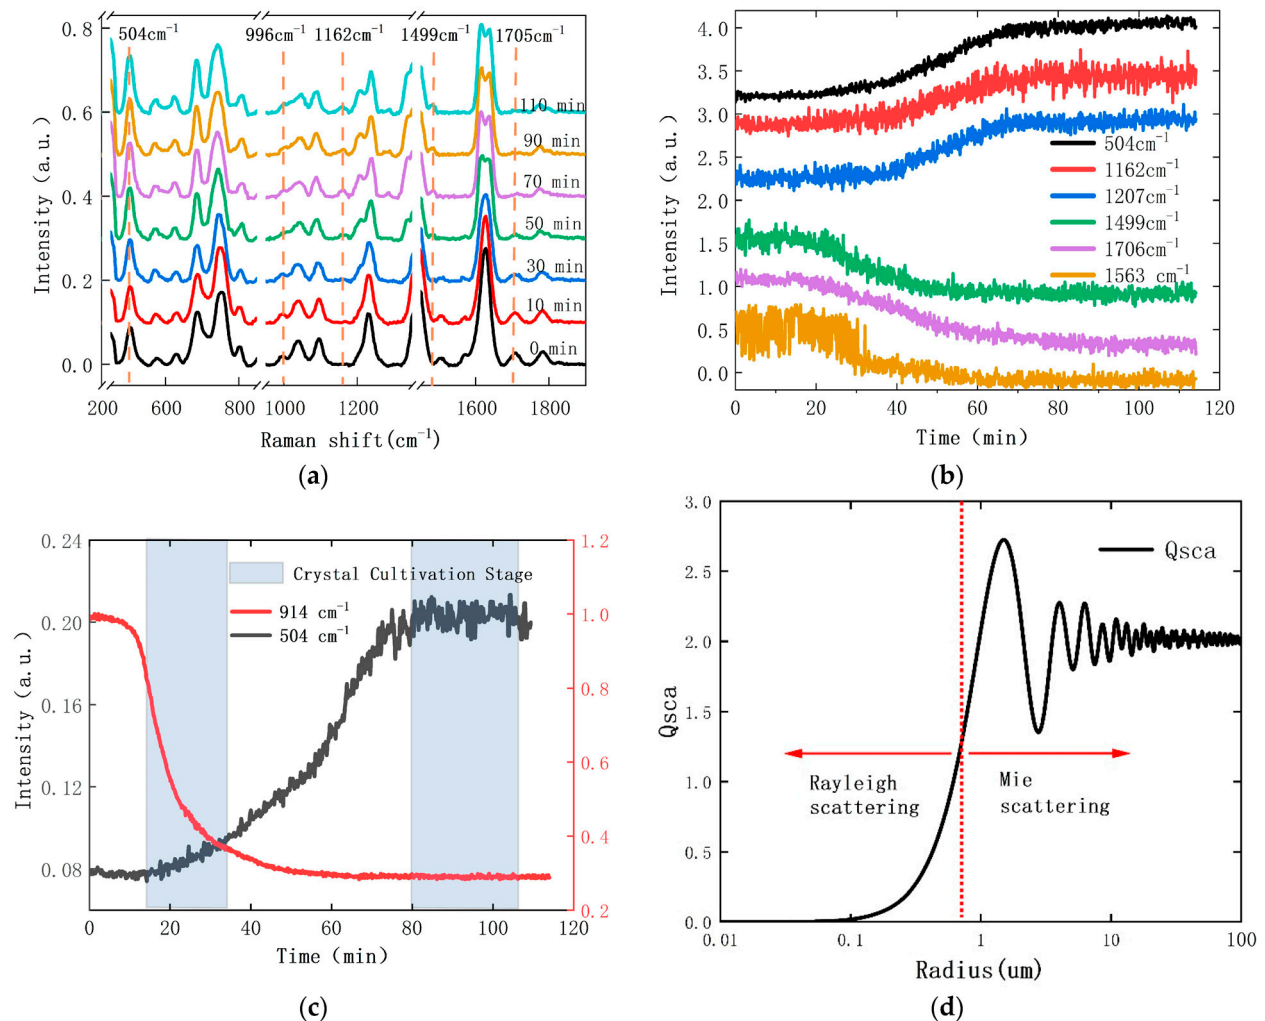 504cm⁻¹ 996cm⁻¹ 1162cm⁻¹ 1499cm⁻¹ 1705cm⁻¹
0.8
0.6
0.4
0.2
0.0
Intensity (a.u.)
110 min
90 min
70 min
50 min
30 min
10 min
0 min
200 600 800 1000 1200 1600 1800
Raman shift(cm⁻¹)
(a)
4.0
3.5
3.0
2.5
2.0
1.5
1.0
0.5
0.0
Intensity (a.u.)
504cm⁻¹
1162cm⁻¹
1207cm⁻¹
1499cm⁻¹
1706cm⁻¹
1563 cm⁻¹
0 20 40 60 80 100 120
Time (min)
(b)
0.24
0.20
0.16
0.12
0.08
Intensity (a.u.)
Crystal Cultivation Stage
914 cm⁻¹
504 cm⁻¹
1.2
1.0
0.8
0.6
0.4
0.2
0 20 40 60 80 100 120
Time (min)
(c)
3.0
2.5
2.0
1.5
1.0
0.5
0.0
Qsca
Qsca
Rayleigh
scattering
Mie
scattering
0.01 0.1 1 10 100
Radius(um)
(d)